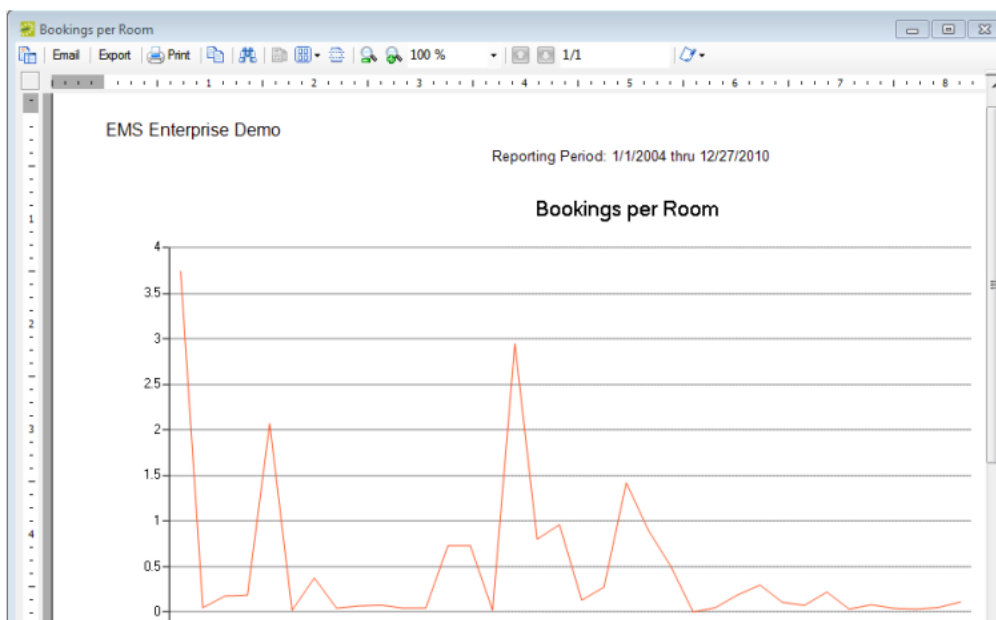 Bookings per Room
Email Export Print 100 % 1/1
1 2 3 4 5 6 7 8
EMS Enterprise Demo
Reporting Period: 1/1/2004 thru 12/27/2010
Bookings per Room
4
3.5
3
2.5
2
1.5
1
0.5
0
1
2
3
4